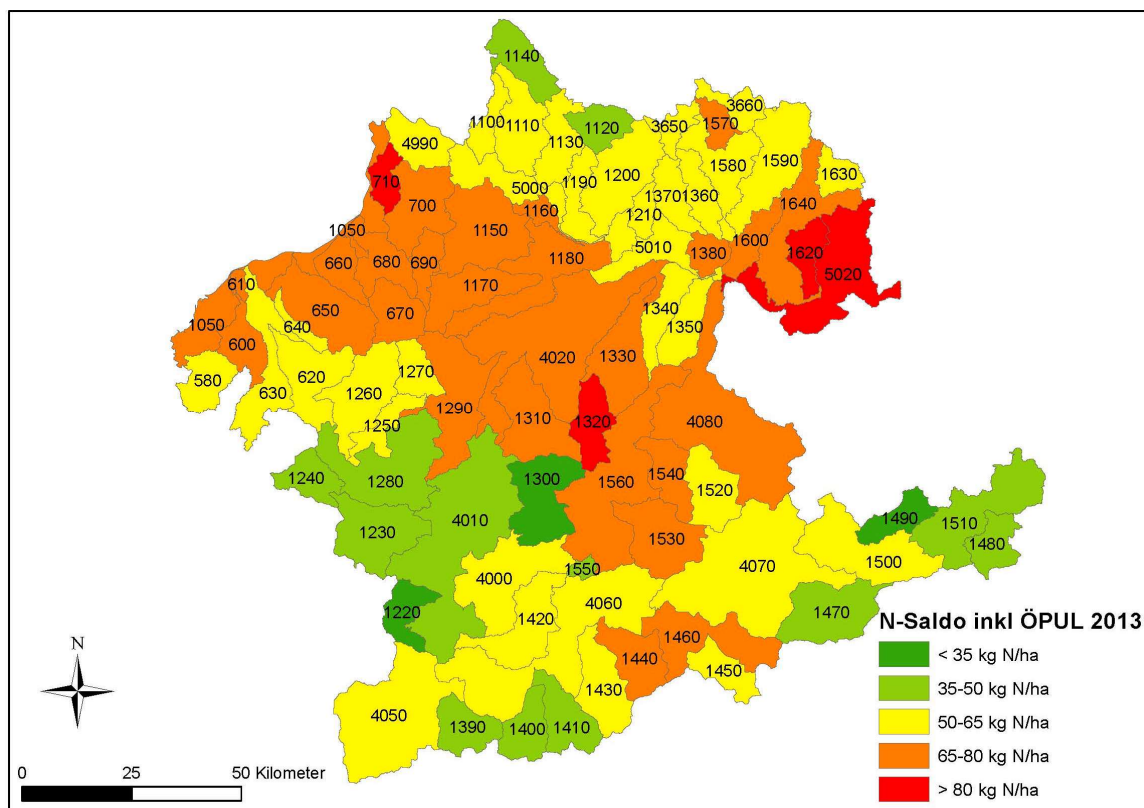 1140
1100 1110 3660
1120 3650 1570
4990 1130
1580 1590
1200 1630
710 5000 1190 1370 1360
700 1160 1210 1640
1050 1150 5010 1380 1600 1620
660 680 690 1180 5020
610 1170
650 670 1340
1050 640 1350
600 4020 1330
580 620 1270
630 1260
1290 1310 1320 4080
1250
1240 1280 1300 1560 1540
1520
4010 1490 1510
1230 1530 1480
1550 4070 1500
4000 4060
1220 1420 1470
1460
1440 1450
1430
4050 1390 1400 1410
N
0 25 50 Kilometer
N-Saldo inkl ÖPUL 2013
< 35 kg N/ha
35-50 kg N/ha
50-65 kg N/ha
65-80 kg N/ha
> 80 kg N/ha